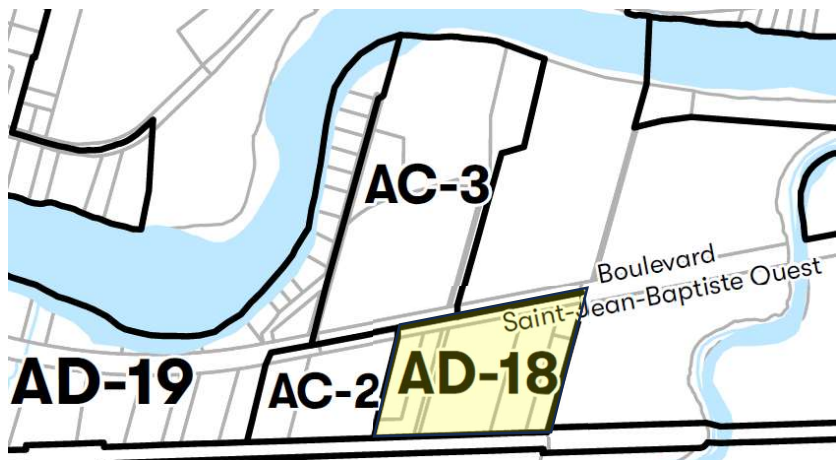 AC-3
Boulevard
Saint-Jean-Baptiste Ouest
AD-19
AC-2
AD-18